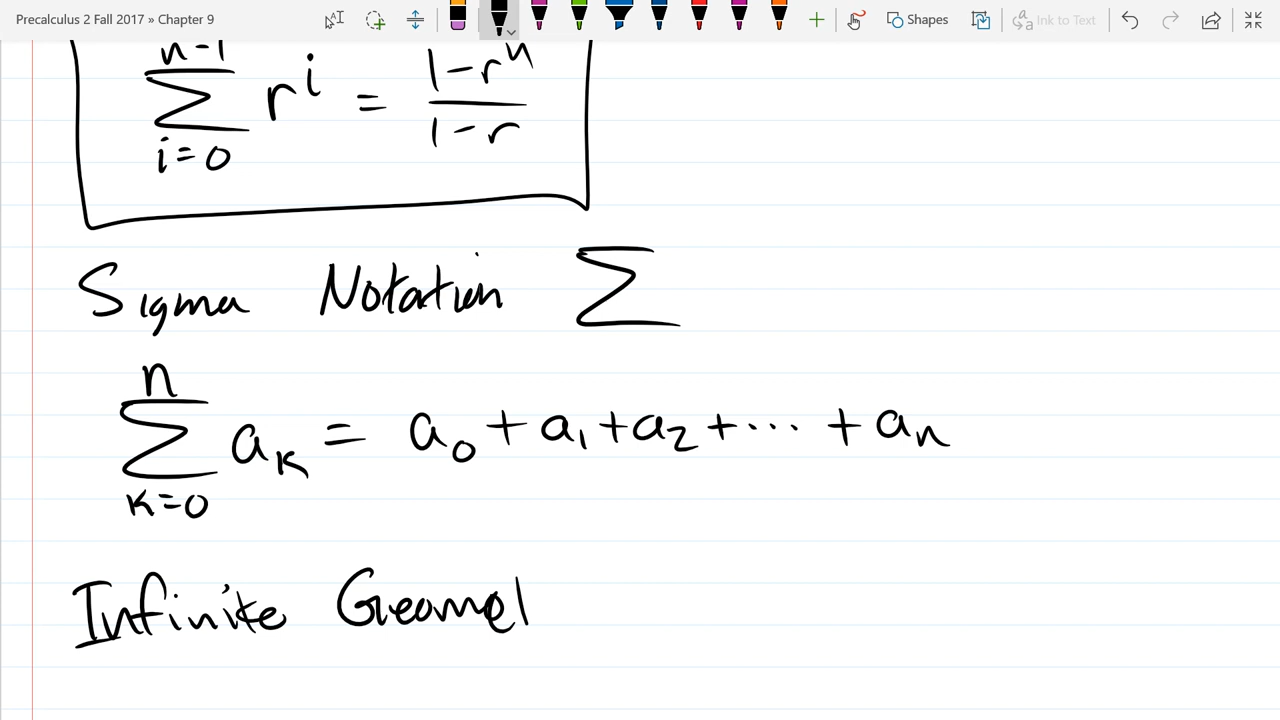 Precalculus 2 Fall 2017 » Chapter 9
Shapes
Ink to Text
n-1
∑ r^i = (1-r^n)/(1-r)
i=0
Sigma Notation ∑
n
∑ a_k = a_0 + a_1 + a_2 + ... + a_n
k=0
Infinite Geomel